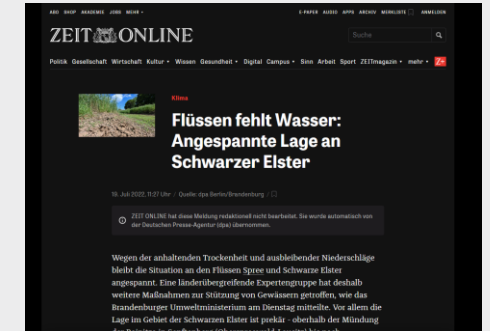 ABO SHOP AKADEMIE JOBS MEHR
E-PAPER AUDIO APPS ARCHIV MERKLISTE ANMELDEN
ZEIT ONLINE
Suche
Politik Gesellschaft Wirtschaft Kultur Wissen Gesundheit Digital Campus Sinn Arbeit Sport ZEITmagazin mehr Z+
Klima
Flüssen fehlt Wasser:
Angespannte Lage an
Schwarzer Elster
19. Juli 2022, 11:27 Uhr / Quelle: dpa Berlin/Brandenburg /
ZEIT ONLINE hat diese Meldung redaktionell nicht bearbeitet. Sie wurde automatisch von
der Deutschen Presse-Agentur (dpa) übernommen.
Wegen der anhaltenden Trockenheit und ausbleibender Niederschläge
bleibt die Situation an den Flüssen Spree und Schwarze Elster
angespannt. Eine länderübergreifende Expertengruppe hat deshalb
weitere Maßnahmen zur Stützung von Gewässern getroffen, wie das
Brandenburger Umweltministerium am Dienstag mitteilte. Vor allem die
Lage im Gebiet der Schwarzen Elster ist prekär - oberhalb der Mündung